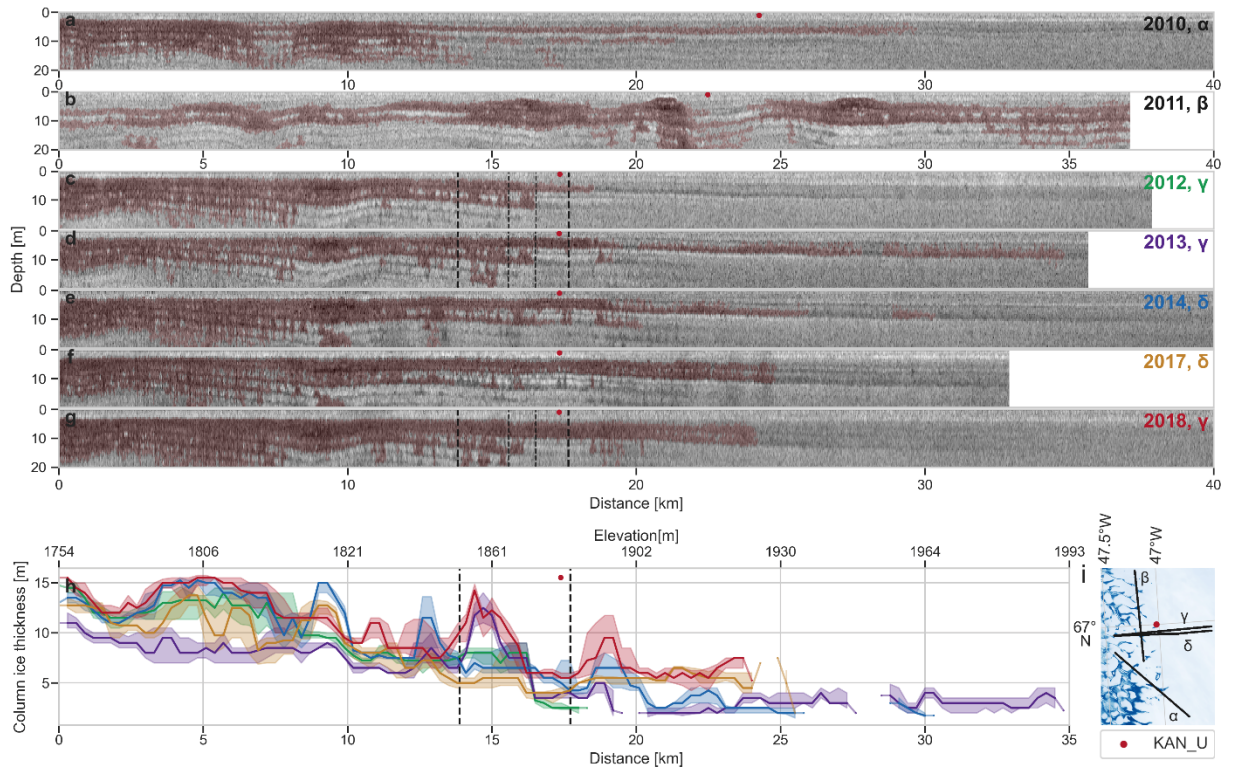 a
2010, α
0
10
20
0
10
20
30
40
b
2011, β
0
10
20
0
5
10
15
20
25
30
35
40
c
2012, γ
0
10
d
2013, γ
0
10
Depth [m]
e
2014, δ
0
10
f
2017, δ
0
10
g
2018, γ
0
10
20
0
10
20
30
40
Distance [km]
Elevation[m]
1754
1806
1821
1861
1902
1930
1964
1993
h
15
10
5
Column ice thickness [m]
0
5
10
15
20
25
30
35
Distance [km]
i
47.5°W
47°W
67°
N
β
γ
δ
α
KAN_U